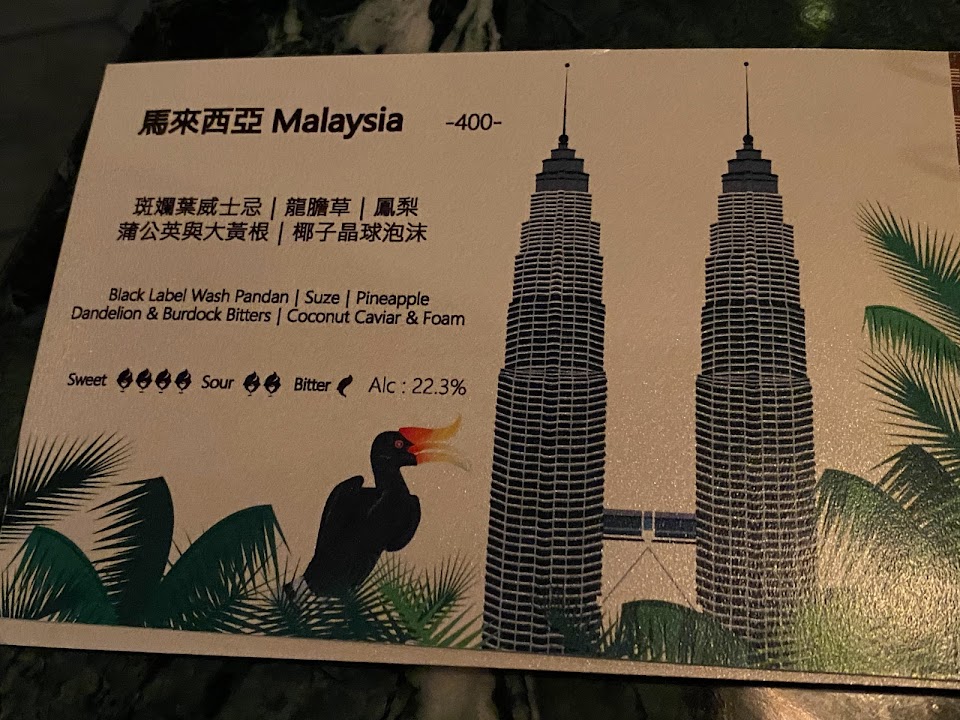 馬來西亞 Malaysia -400-
斑斕葉威士忌 | 龍膽草 | 鳳梨
蒲公英與大黃根 | 椰子晶球泡沫
Black Label Wash Pandan | Suze | Pineapple
Dandelion & Burdock Bitters | Coconut Caviar & Foam
Sweet Sour Bitter Alc : 22.3%